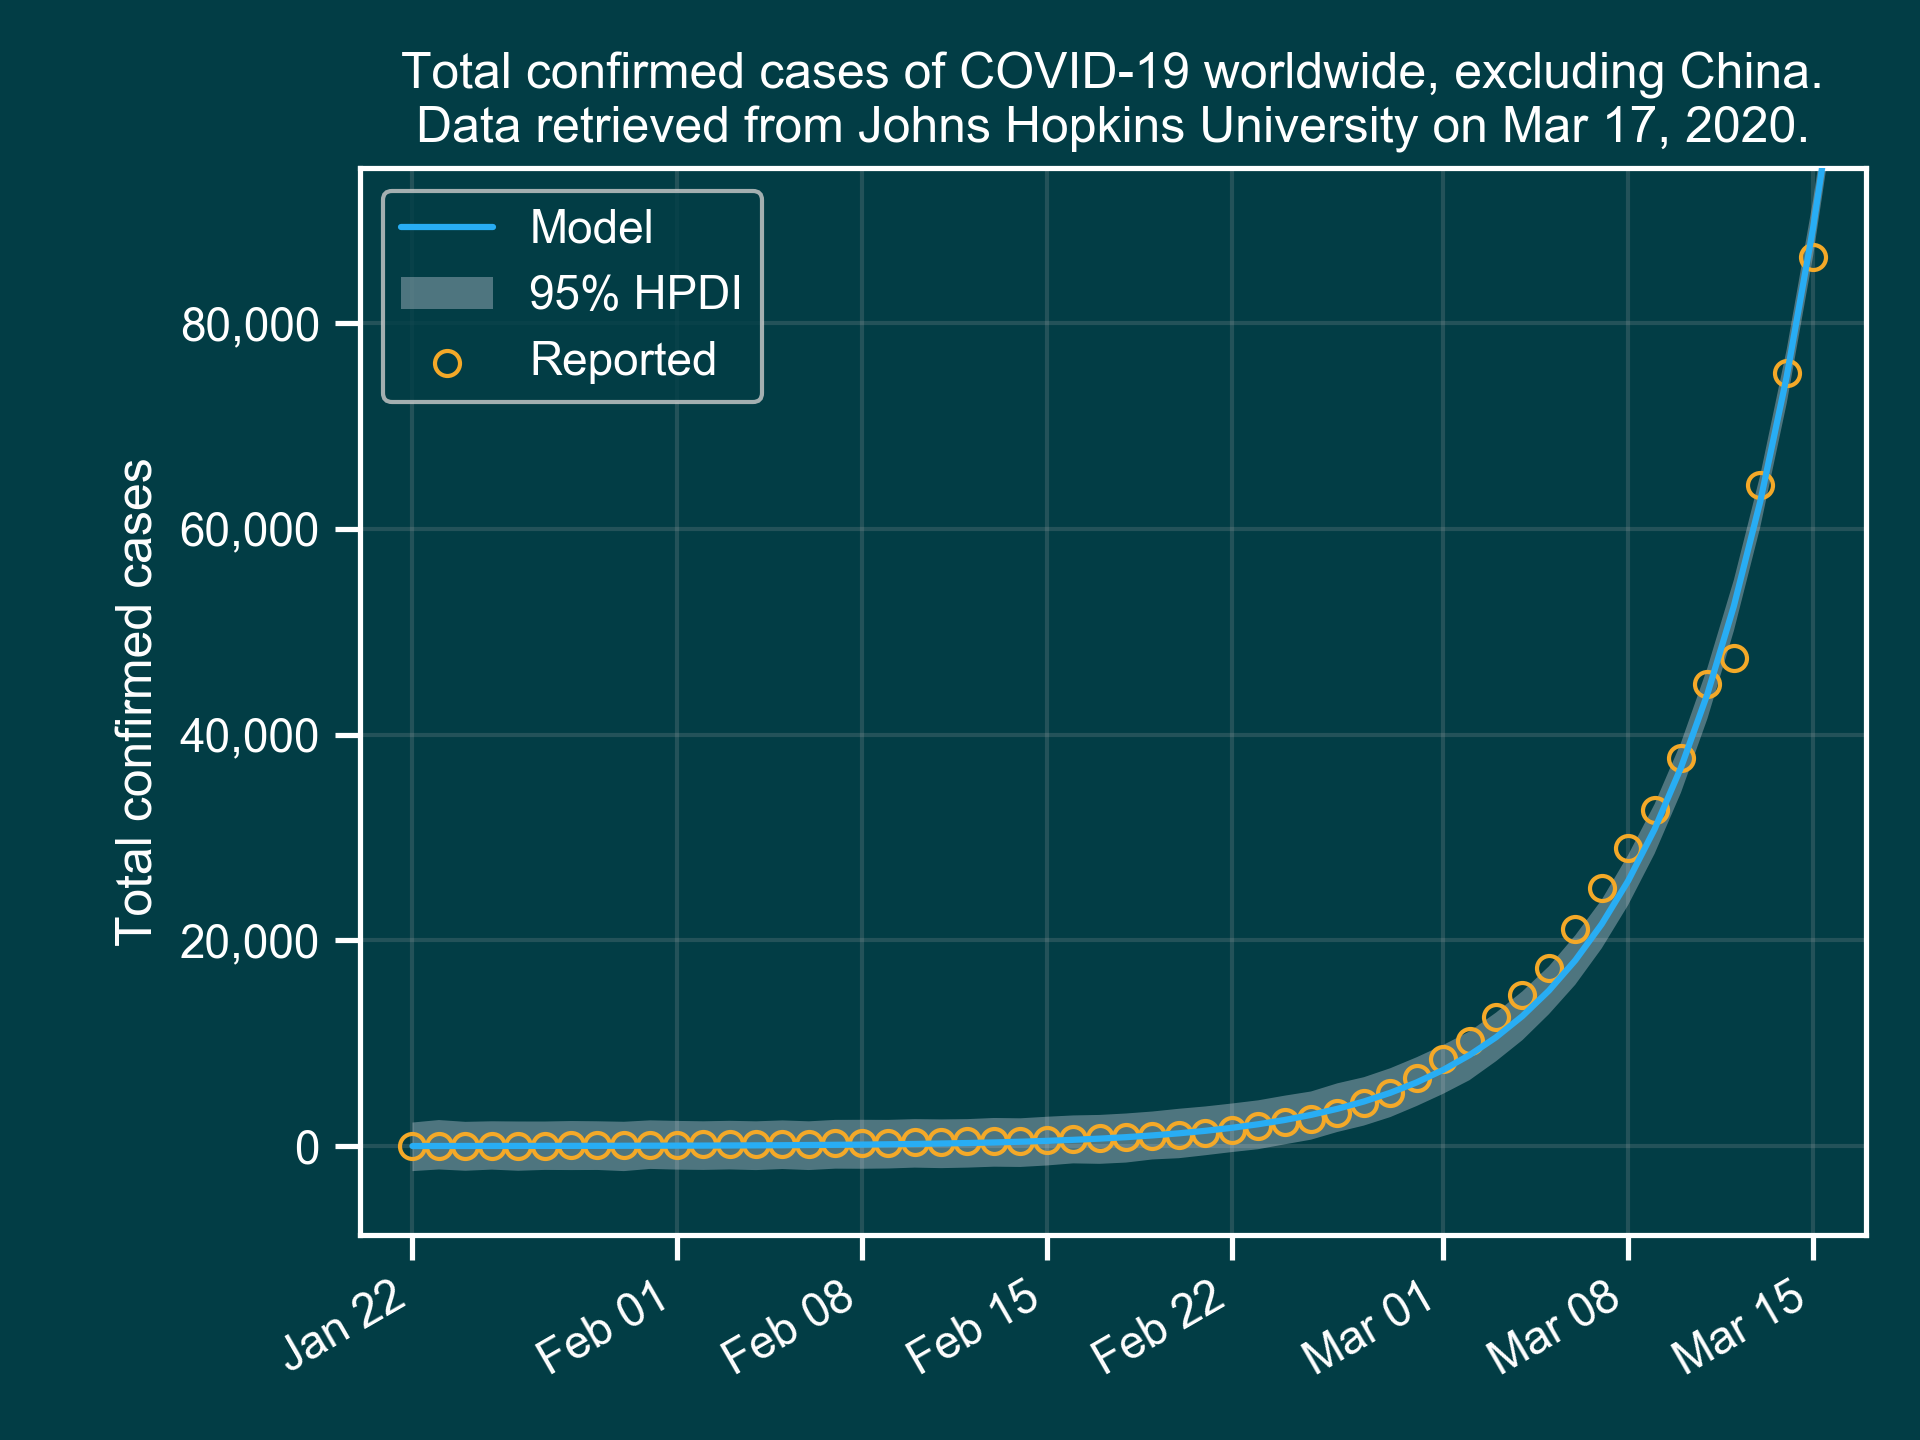 Total confirmed cases of COVID-19 worldwide, excluding China.
Data retrieved from Johns Hopkins University on Mar 17, 2020.
Model
95% HPDI
Reported
Total confirmed cases
80,000
60,000
40,000
20,000
0
Jan 22
Feb 01
Feb 08
Feb 15
Feb 22
Mar 01
Mar 08
Mar 15